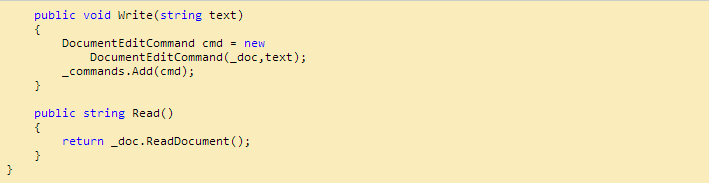 public void Write(string text)
{
DocumentEditCommand cmd = new
DocumentEditCommand(_doc,text);
_commands.Add(cmd);
}
public string Read()
{
return _doc.ReadDocument();
}
}